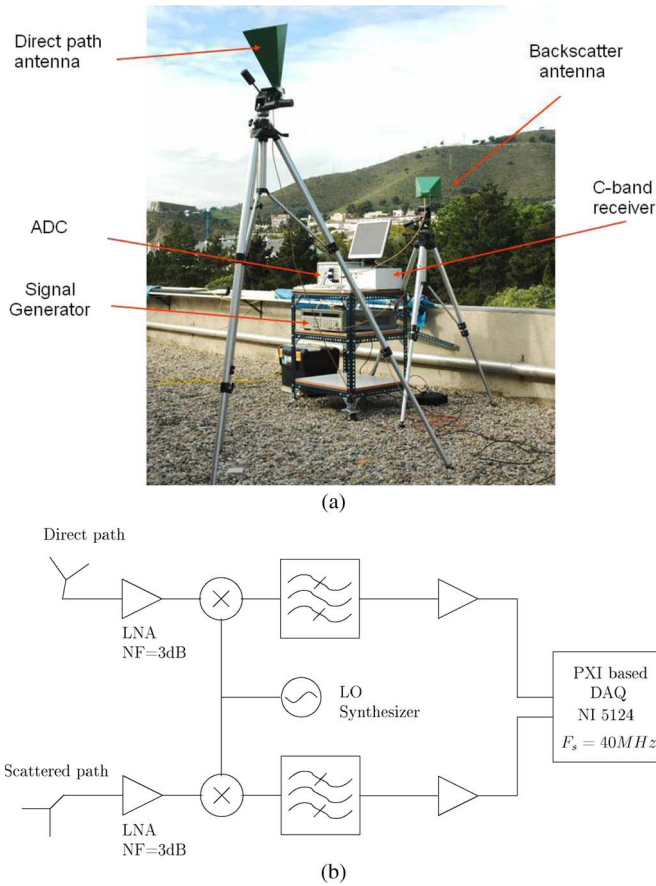 Direct path
antenna
Backscatter
antenna
C-band
receiver
ADC
Signal
Generator
(a)
Direct path
LNA
NF=3dB
LO
Synthesizer
PXI based
DAQ
NI 5124
F_s = 40MHz
Scattered path
LNA
NF=3dB
(b)